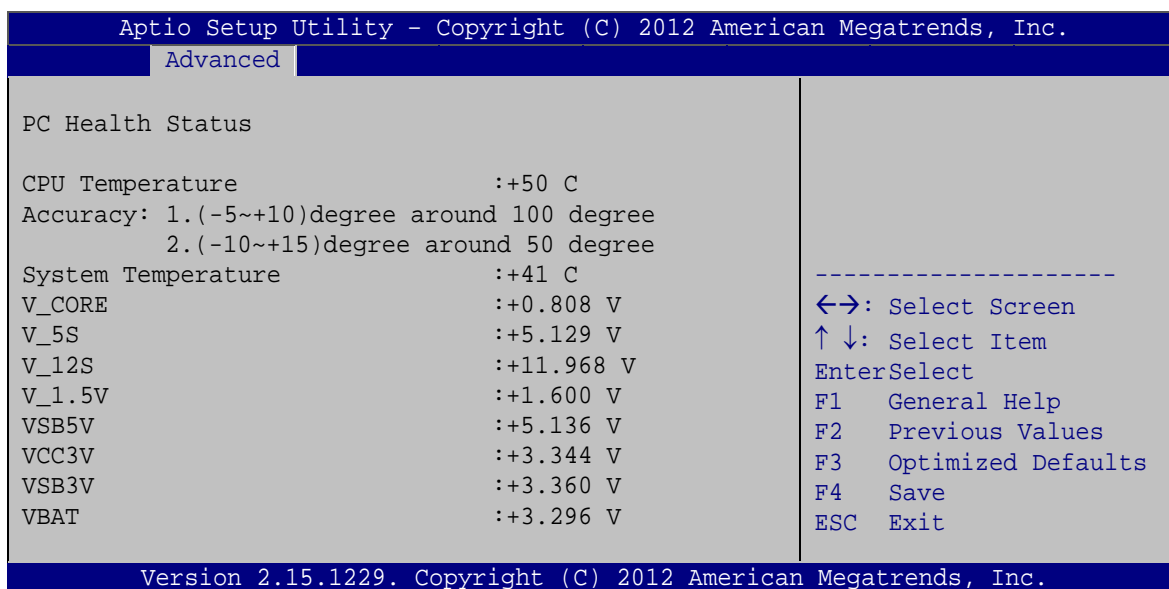 Aptio Setup Utility – Copyright (C) 2012 American Megatrends, Inc.
Advanced
PC Health Status
CPU Temperature :+50 C
Accuracy: 1.(-5~+10)degree around 100 degree
2.(-10~+15)degree around 50 degree
System Temperature :+41 C
V_CORE :+0.808 V
V_5S :+5.129 V
V_12S :+11.968 V
V_1.5V :+1.600 V
VSB5V :+5.136 V
VCC3V :+3.344 V
VSB3V :+3.360 V
VBAT :+3.296 V
---------------------
←→: Select Screen
↑ ↓: Select Item
EnterSelect
F1 General Help
F2 Previous Values
F3 Optimized Defaults
F4 Save
ESC Exit
Version 2.15.1229. Copyright (C) 2012 American Megatrends, Inc.